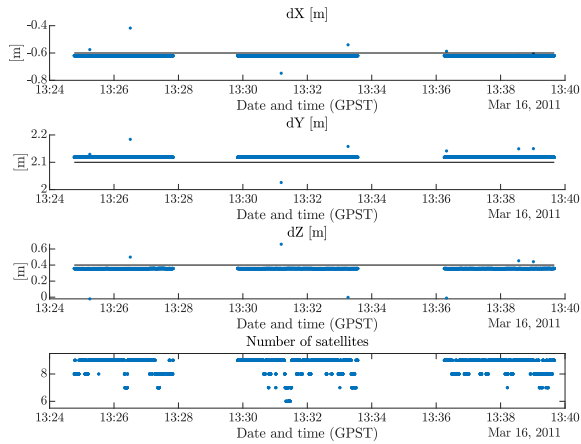 dX [m]
-0.4
-0.6
-0.8
[m]
13:24 13:26 13:28 13:30 13:32 13:34 13:36 13:38 13:40
Date and time (GPST)
Mar 16, 2011
dY [m]
2.2
2.1
2
[m]
13:24 13:26 13:28 13:30 13:32 13:34 13:36 13:38 13:40
Date and time (GPST)
Mar 16, 2011
dZ [m]
0.6
0.4
0.2
0
[m]
13:24 13:26 13:28 13:30 13:32 13:34 13:36 13:38 13:40
Date and time (GPST)
Mar 16, 2011
Number of satellites
8
6
13:24 13:26 13:28 13:30 13:32 13:34 13:36 13:38 13:40
Date and time (GPST)
Mar 16, 2011